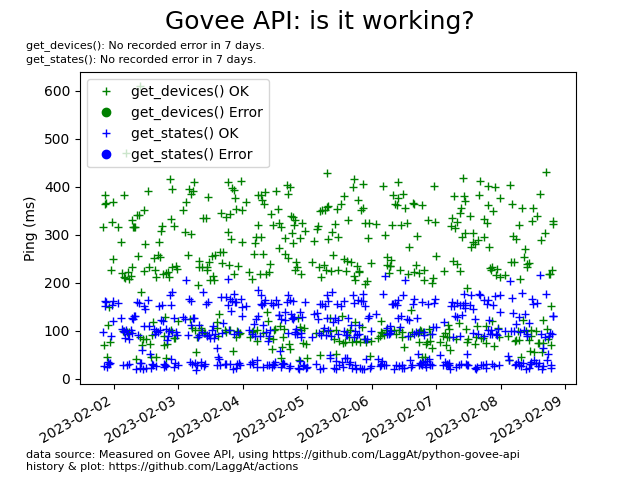 Govee API: is it working?
get_devices(): No recorded error in 7 days.
get_states(): No recorded error in 7 days.
get_devices() OK
get_devices() Error
get_states() OK
get_states() Error
Ping (ms)
600
500
400
300
200
100
0
2023-02-02
2023-02-03
2023-02-04
2023-02-05
2023-02-06
2023-02-07
2023-02-08
2023-02-09
data source: Measured on Govee API, using https://github.com/LaggAt/python-govee-api
history & plot: https://github.com/LaggAt/actions